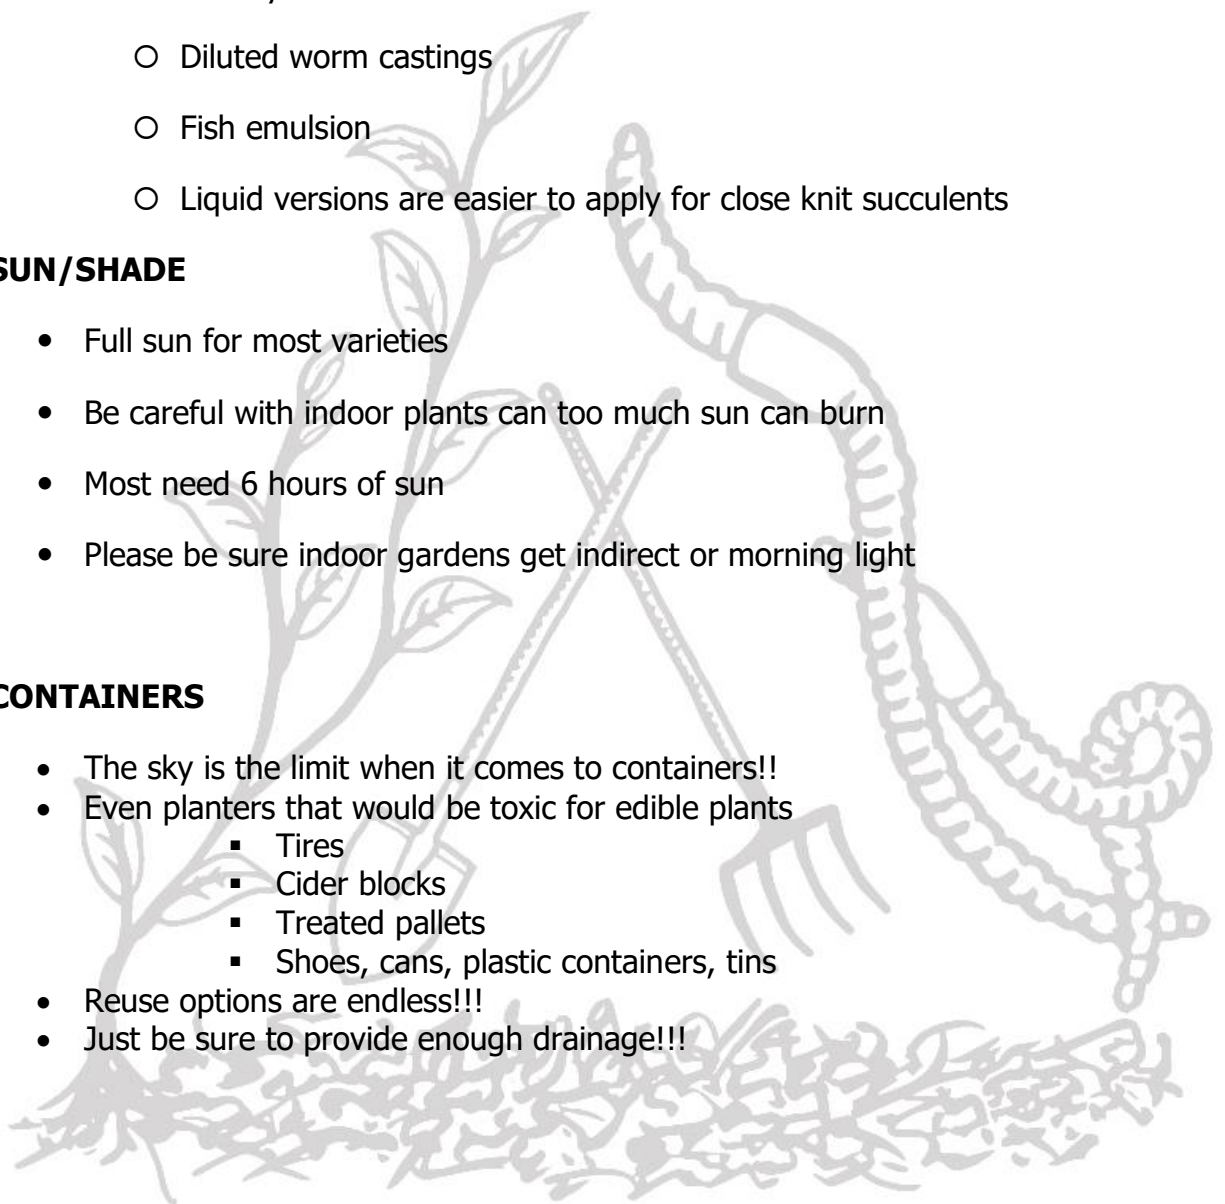 ○ Diluted worm castings
○ Fish emulsion
○ Liquid versions are easier to apply for close knit succulents
SUN/SHADE
• Full sun for most varieties
• Be careful with indoor plants can too much sun can burn
• Most need 6 hours of sun
• Please be sure indoor gardens get indirect or morning light
CONTAINERS
• The sky is the limit when it comes to containers!!
• Even planters that would be toxic for edible plants
▪ Tires
▪ Cider blocks
▪ Treated pallets
▪ Shoes, cans, plastic containers, tins
• Reuse options are endless!!!
• Just be sure to provide enough drainage!!!